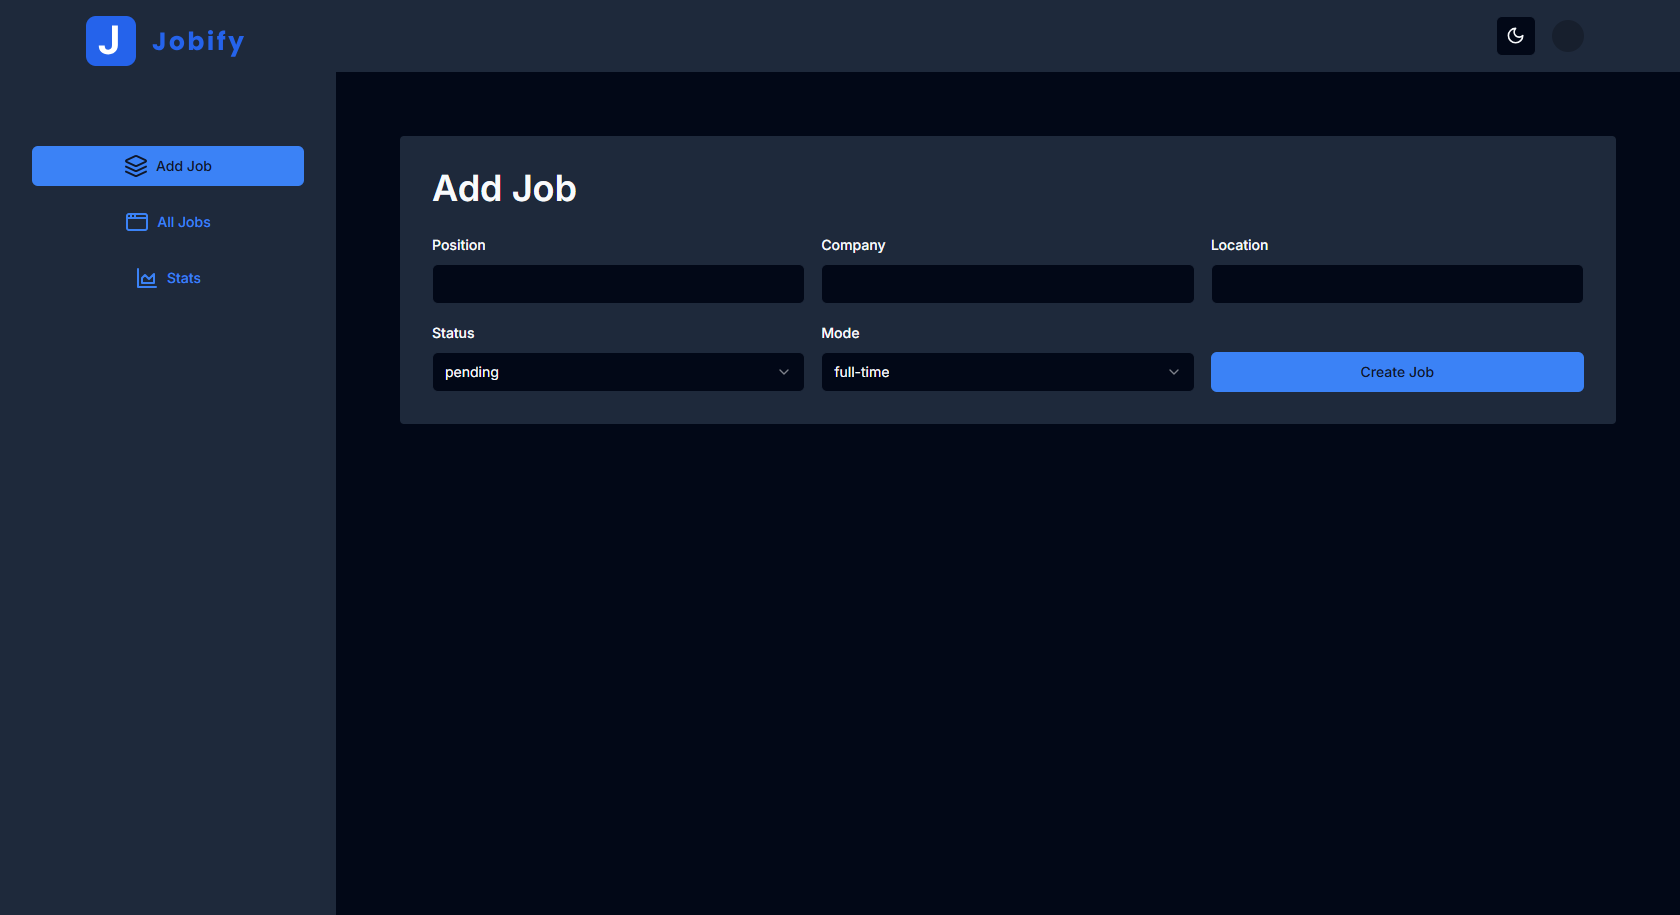 J Jobify
Add Job
All Jobs
Stats
Add Job
Position Company Location
Status Mode
pending full-time Create Job